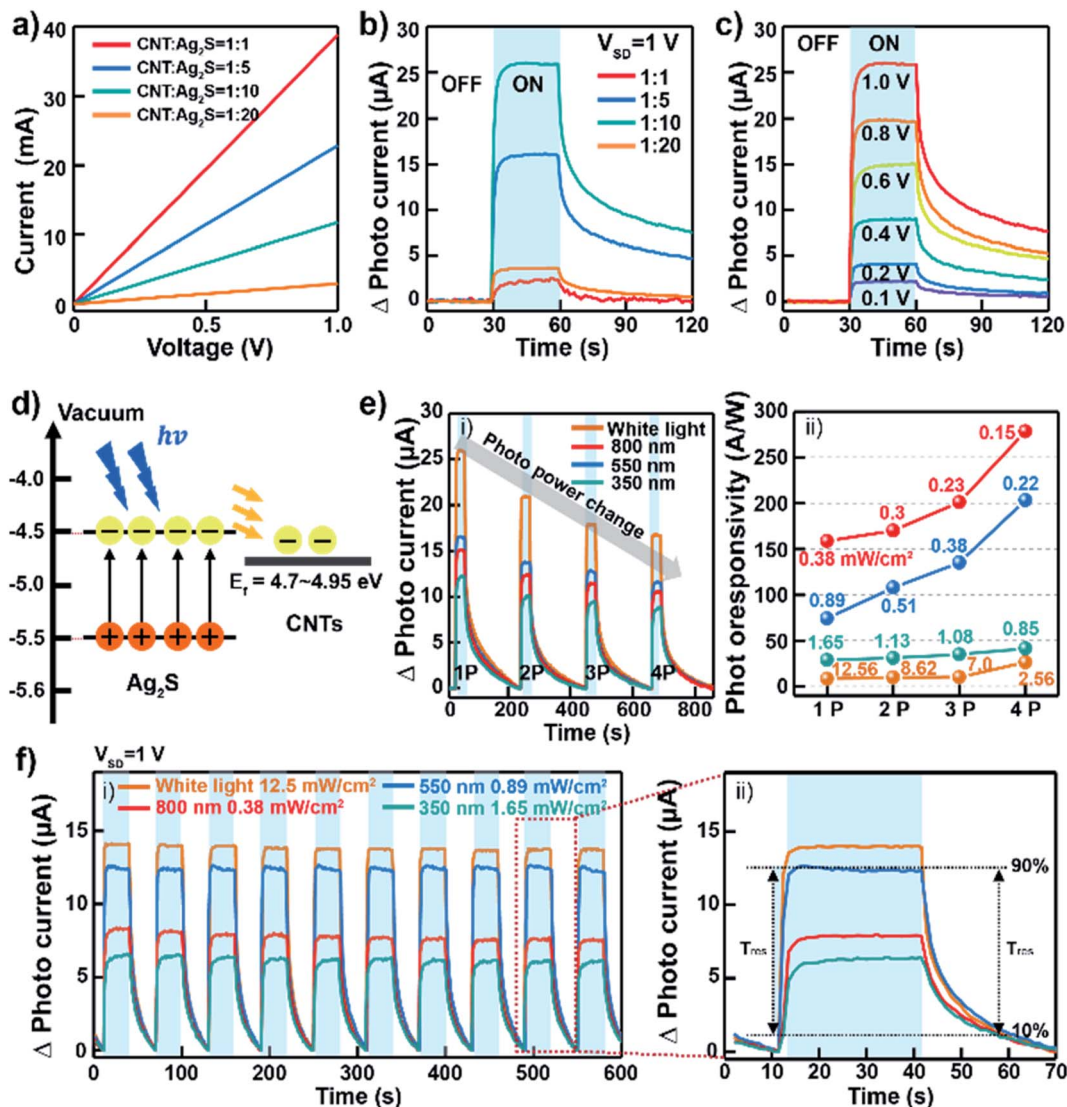 a)
40
30
20
10
0
Current (mA)
CNT:Ag₂S=1:1
CNT:Ag₂S=1:5
CNT:Ag₂S=1:10
CNT:Ag₂S=1:20
0.5
1.0
Voltage (V)
b)
30
25
20
15
10
5
0
Δ Photo current (μA)
V_SD=1 V
OFF
ON
1:1
1:5
1:10
1:20
0 30 60 90 120
Time (s)
c)
30
25
20
15
10
5
0
Δ Photo current (μA)
OFF ON
1.0 V
0.8 V
0.6 V
0.4 V
0.2 V
0.1 V
0 30 60 90 120
Time (s)
d)
Vacuum
hν
-4.0
-4.5
-5.0
-5.5
-5.6
E_f = 4.7~4.95 eV
CNTs
Ag₂S
e)
i)
30
25
20
15
10
5
0
Δ Photo current (μA)
White light
800 nm
550 nm
350 nm
Photo power change
1P 2P 3P 4P
0 200 400 600 800
Time (s)
ii)
300
250
200
150
100
50
0
Phot oresponsivity (A/W)
0.38 mW/cm²
0.3
0.23
0.15
0.89
0.51
0.38
0.22
1.65
1.13
1.08
0.85
12.56
8.62
7.0
2.56
1 P 2 P 3 P 4 P
f)
V_SD=1 V
i)
White light 12.5 mW/cm²
550 nm 0.89 mW/cm²
800 nm 0.38 mW/cm²
350 nm 1.65 mW/cm²
15
10
5
0
Δ Photo current (μA)
0 100 200 300 400 500 600
Time (s)
ii)
15
10
5
0
Δ Photo current (μA)
90%
Tres
Tres
10%
0 10 20 30 40 50 60 70
Time (s)